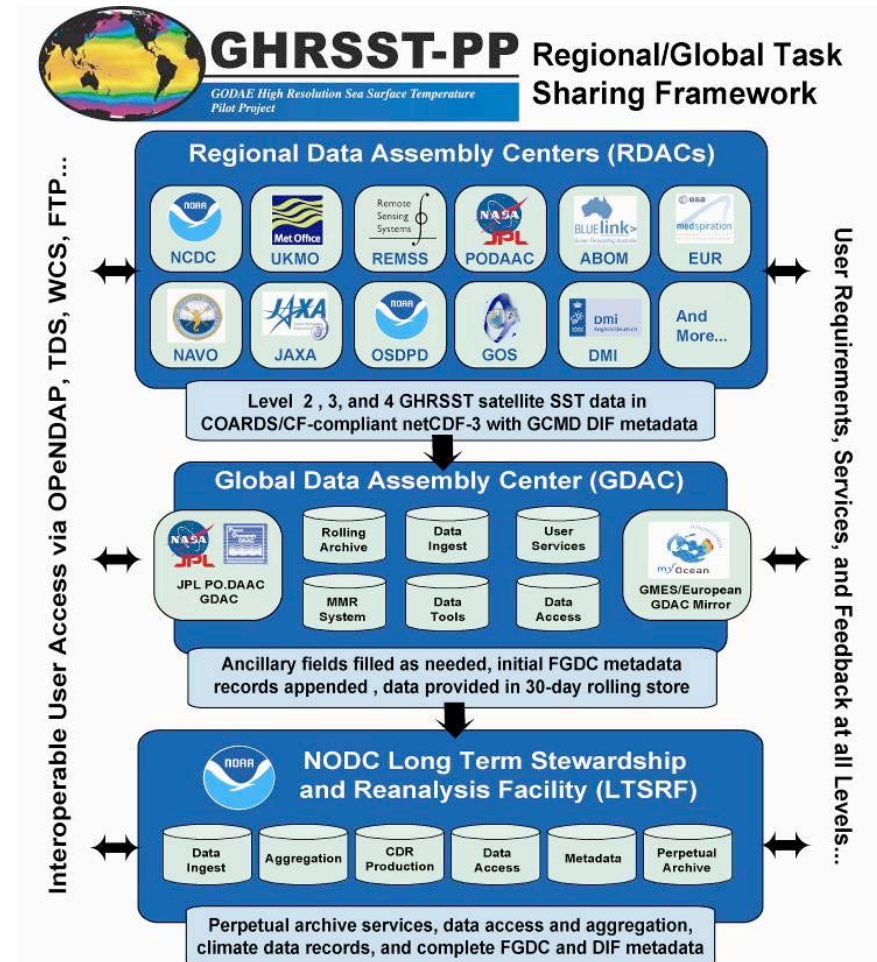 GHRSST-PP
GODAE High Resolution Sea Surface Temperature
Pilot Project
Regional/Global Task
Sharing Framework
Interoperable User Access via OPeNDAP, TDS, WCS, FTP...
Regional Data Assembly Centers (RDACs)
NOAA
NCDC
Met Office
UKMO
Remote
Sensing
Systems
REMSS
NASA
JPL
PODAAC
BLUElink>
ABOM
esa
medspiration
EUR
NAVO
JAXA
JAXA
NOAA
OSDPD
GOS
DMI
DMI
And
More...
Level 2 , 3, and 4 GHRSST satellite SST data in
COARDS/CF-compliant netCDF-3 with GCMD DIF metadata
Global Data Assembly Center (GDAC)
NASA
JPL
JPL PO.DAAC
GDAC
Rolling
Archive
Data
Ingest
User
Services
MMR
System
Data
Tools
Data
Access
myOcean
GMES/European
GDAC Mirror
Ancillary fields filled as needed, initial FGDC metadata
records appended , data provided in 30-day rolling store
NOAA
NODC Long Term Stewardship
and Reanalysis Facility (LTSRF)
Data
Ingest
Aggregation
CDR
Production
Data
Access
Metadata
Perpetual
Archive
Perpetual archive services, data access and aggregation,
climate data records, and complete FGDC and DIF metadata
User Requirements, Services, and Feedback at all Levels...